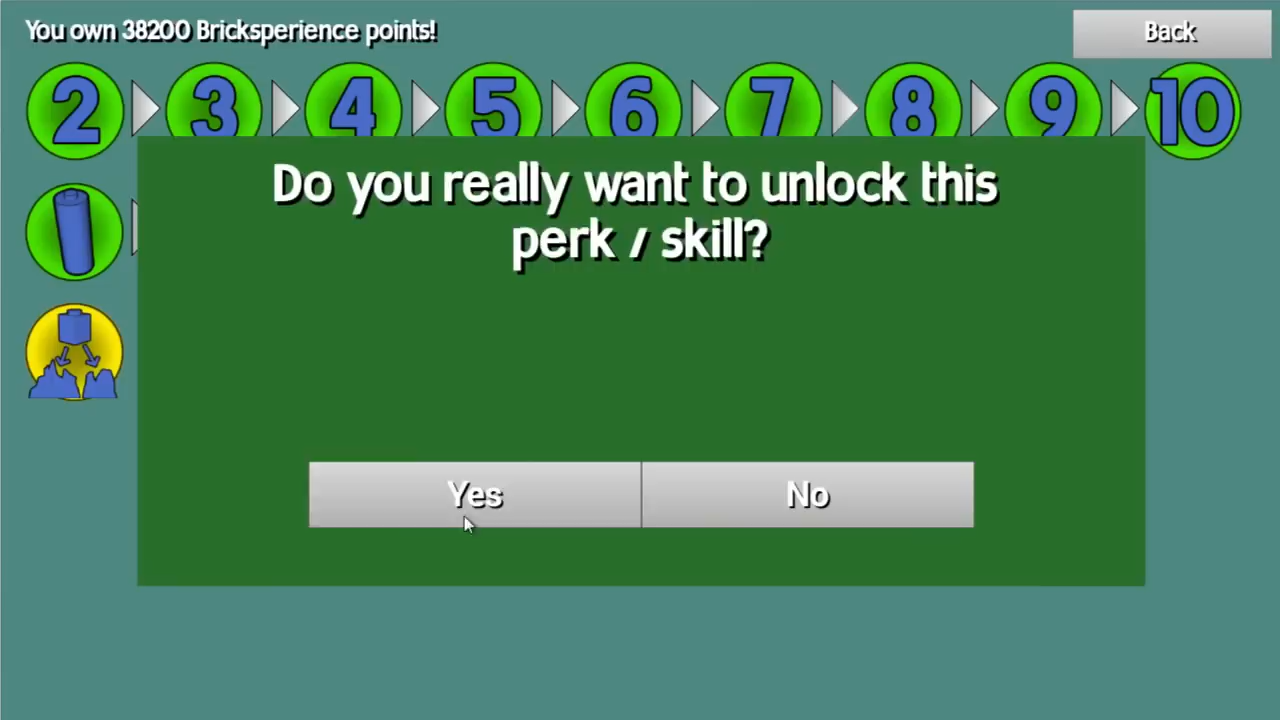 You own 38200 Bricksperience points!
Back
2 3 4 5 6 7 8 9 10
Do you really want to unlock this
perk / skill?
Yes No